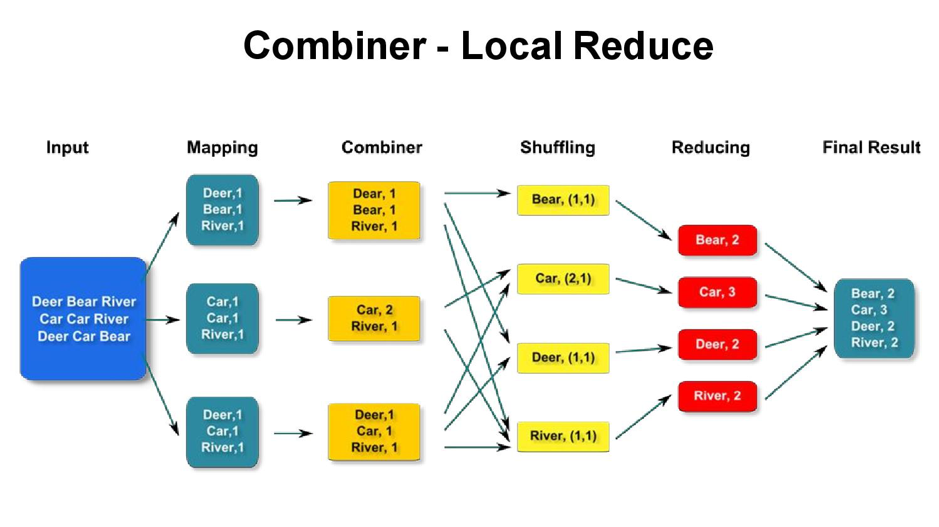 Combiner - Local Reduce
Input
Mapping
Combiner
Shuffling
Reducing
Final Result
Deer Bear River
Car Car River
Deer Car Bear
Deer,1
Bear,1
River,1
Car,1
Car,1
River,1
Deer,1
Car,1
River,1
Dear, 1
Bear, 1
River, 1
Car, 2
River, 1
Deer,1
Car, 1
River, 1
Bear, (1,1)
Car, (2,1)
Deer, (1,1)
River, (1,1)
Bear, 2
Car, 3
Deer, 2
River, 2
Bear, 2
Car, 3
Deer, 2
River, 2